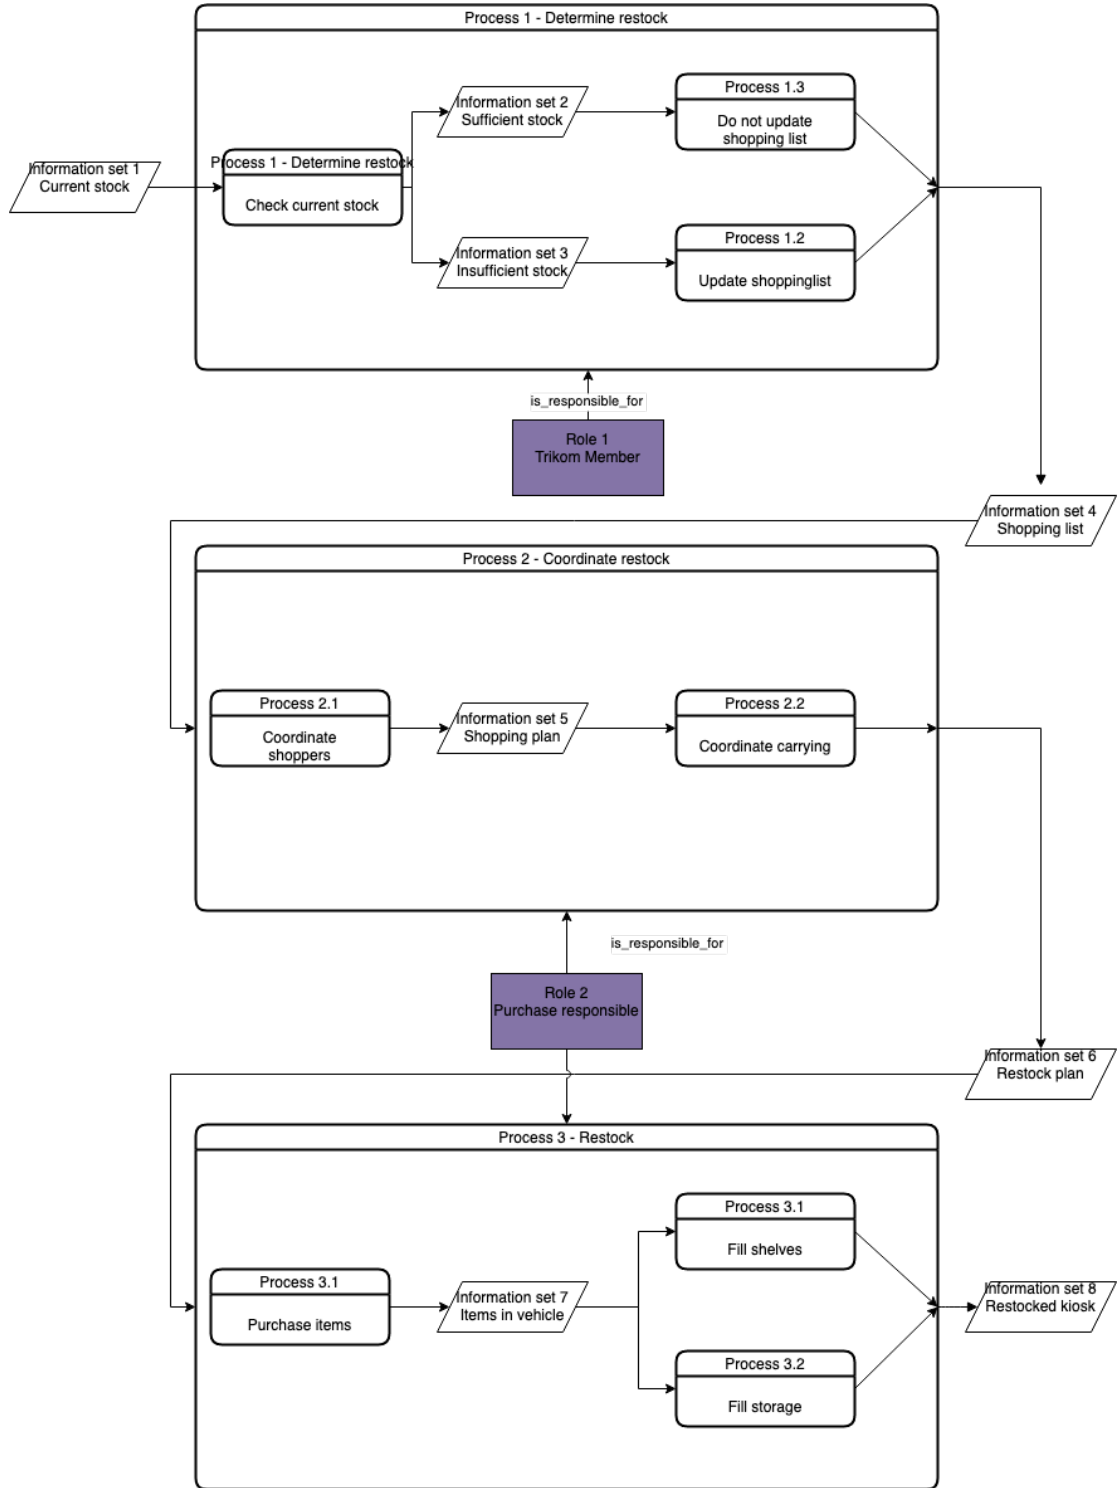 Process 1 - Determine restock
Information set 2
Sufficient stock
Process 1.3
Do not update
shopping list
Information set 1
Current stock
Process 1 - Determine restock
Check current stock
Information set 3
Insufficient stock
Process 1.2
Update shoppinglist
is_responsible_for
Role 1
Trikom Member
Information set 4
Shopping list
Process 2 - Coordinate restock
Process 2.1
Coordinate
shoppers
Information set 5
Shopping plan
Process 2.2
Coordinate carrying
is_responsible_for
Role 2
Purchase responsible
Information set 6
Restock plan
Process 3 - Restock
Process 3.1
Fill shelves
Process 3.1
Purchase items
Information set 7
Items in vehicle
Information set 8
Restocked kiosk
Process 3.2
Fill storage